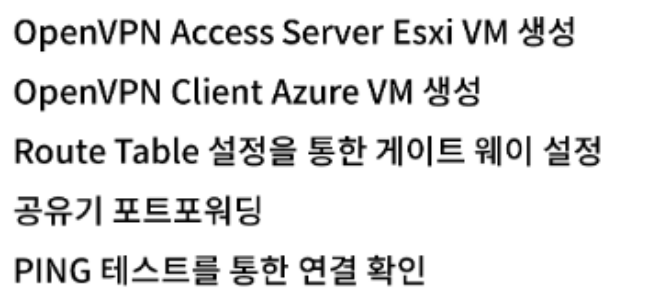 OpenVPN Access Server Esxi VM 생성
OpenVPN Client Azure VM 생성
Route Table 설정을 통한 게이트 웨이 설정
공유기 포트포워딩
PING 테스트를 통한 연결 확인